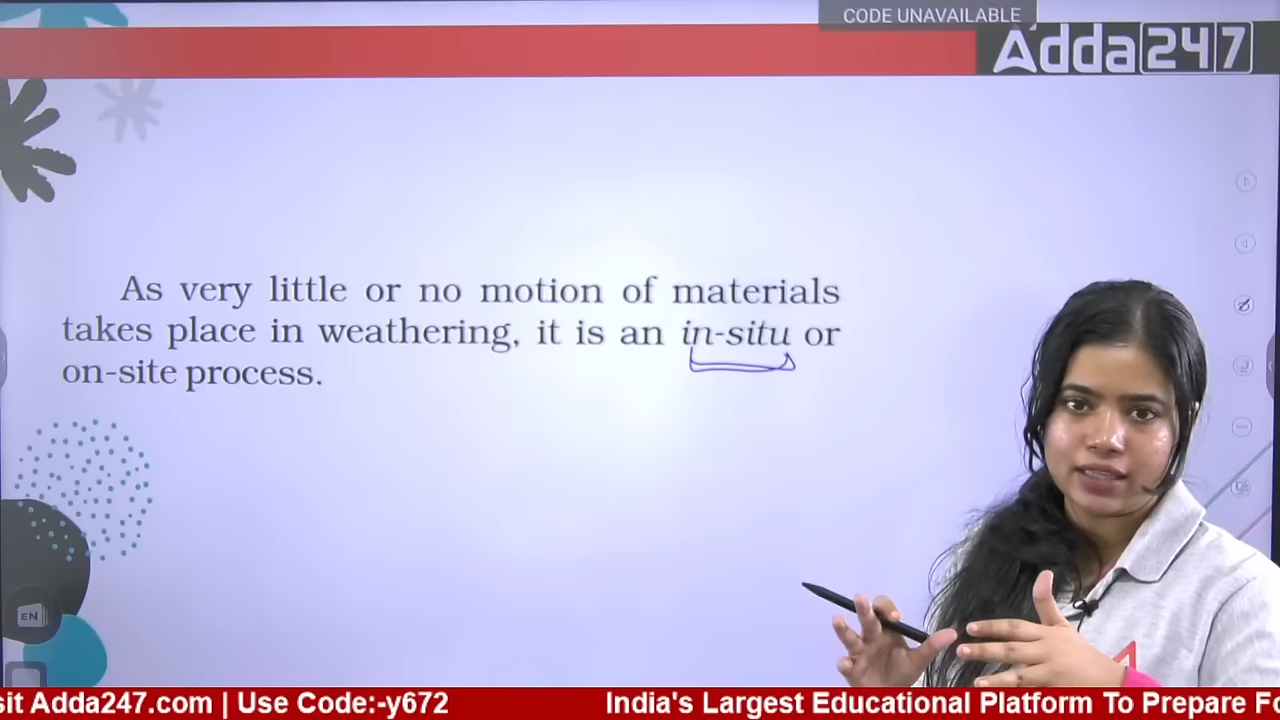 CODE UNAVAILABLE
Adda247
As very little or no motion of materials
takes place in weathering, it is an in-situ or
on-site process.
EN
sit Adda247.com | Use Code:-y672
India's Largest Educational Platform To Prepare Fo